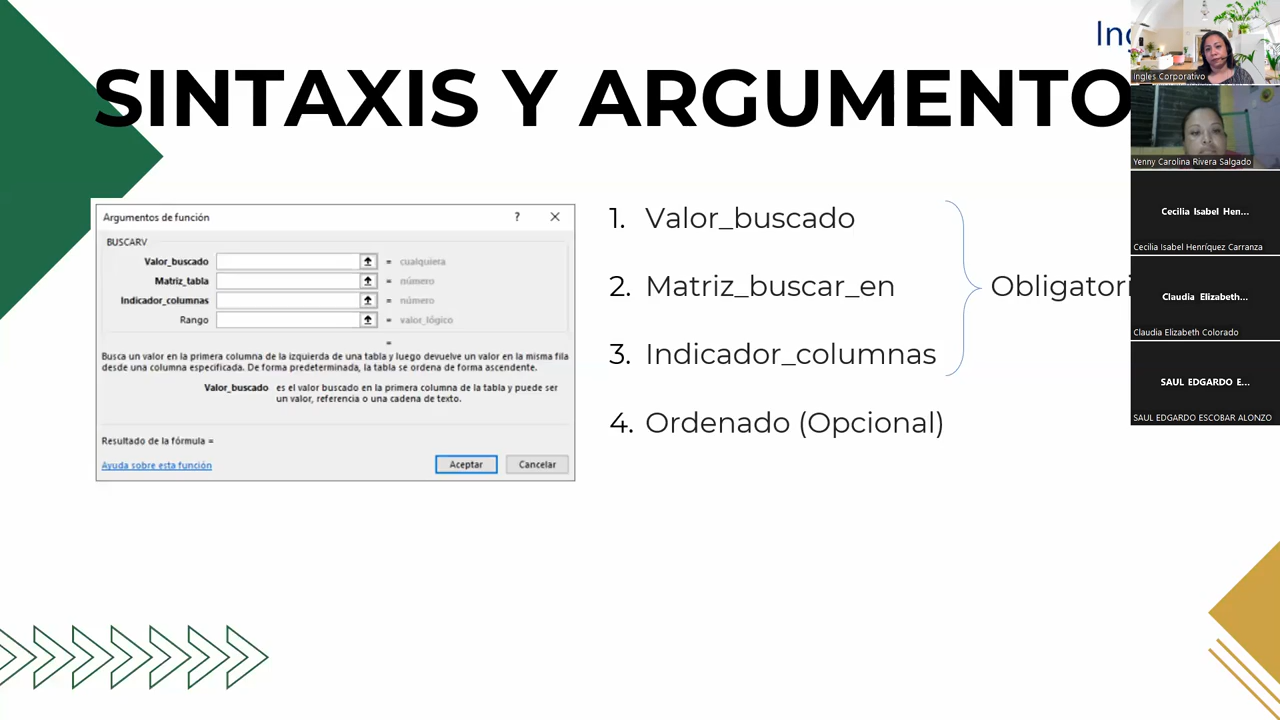 Ing
SINTAXIS Y ARGUMENTO
Argumentos de función ? ×
BUSCARV
Valor_buscado = cualquiera
Matriz_tabla = número
Indicador_columnas = número
Rango = valor_lógico
=
Busca un valor en la primera columna de la izquierda de una tabla y luego devuelve un valor en la misma fila
desde una columna especificada. De forma predeterminada, la tabla se ordena de forma ascendente.
Valor_buscado es el valor buscado en la primera columna de la tabla y puede ser
un valor, referencia o una cadena de texto.
Resultado de la fórmula =
Ayuda sobre esta función
Aceptar Cancelar
1. Valor_buscado
2. Matriz_buscar_en
3. Indicador_columnas
4. Ordenado (Opcional)
Obligatori
Ingles Corporativo
Yenny Carolina Rivera Salgado
Cecilia Isabel Hen...
Cecilia Isabel Henríquez Carranza
Claudia Elizabeth...
Claudia Elizabeth Colorado
SAUL EDGARDO E...
SAUL EDGARDO ESCOBAR ALONZO